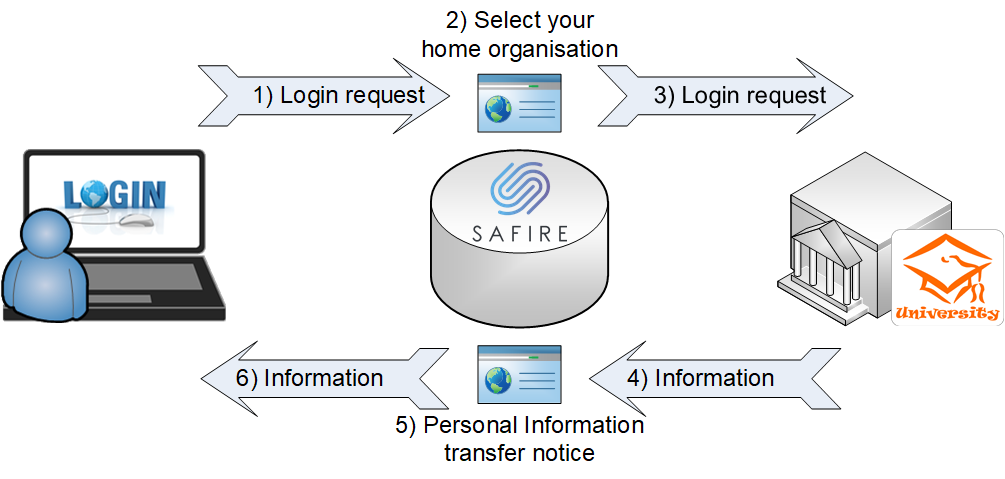 2) Select your
home organisation
1) Login request
3) Login request
LOGIN
SAFIRE
University
6) Information
4) Information
5) Personal Information
transfer notice